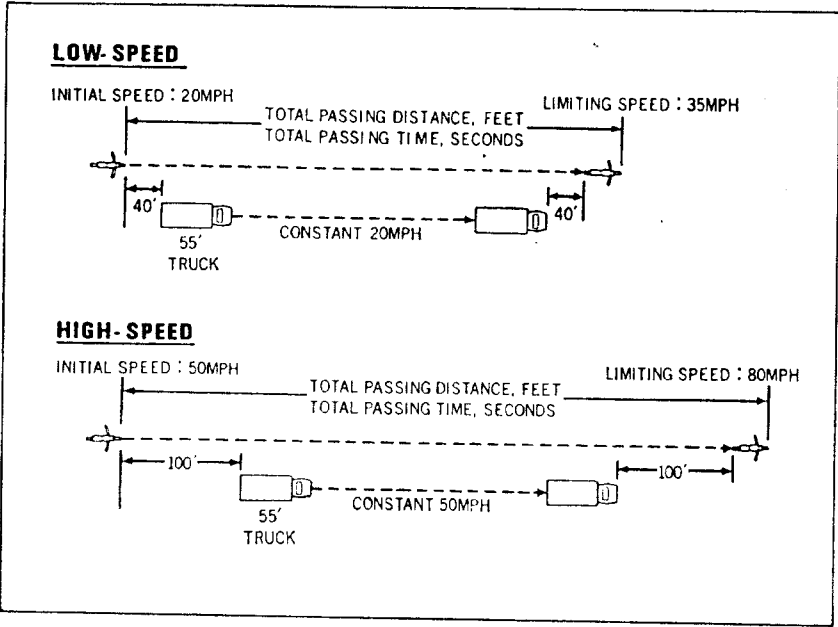 LOW-SPEED
INITIAL SPEED : 20MPH
LIMITING SPEED : 35MPH
TOTAL PASSING DISTANCE, FEET
TOTAL PASSING TIME, SECONDS
40'
40'
CONSTANT 20MPH
55'
TRUCK
HIGH-SPEED
INITIAL SPEED : 50MPH
LIMITING SPEED : 80MPH
TOTAL PASSING DISTANCE, FEET
TOTAL PASSING TIME, SECONDS
100'
100'
CONSTANT 50MPH
55'
TRUCK